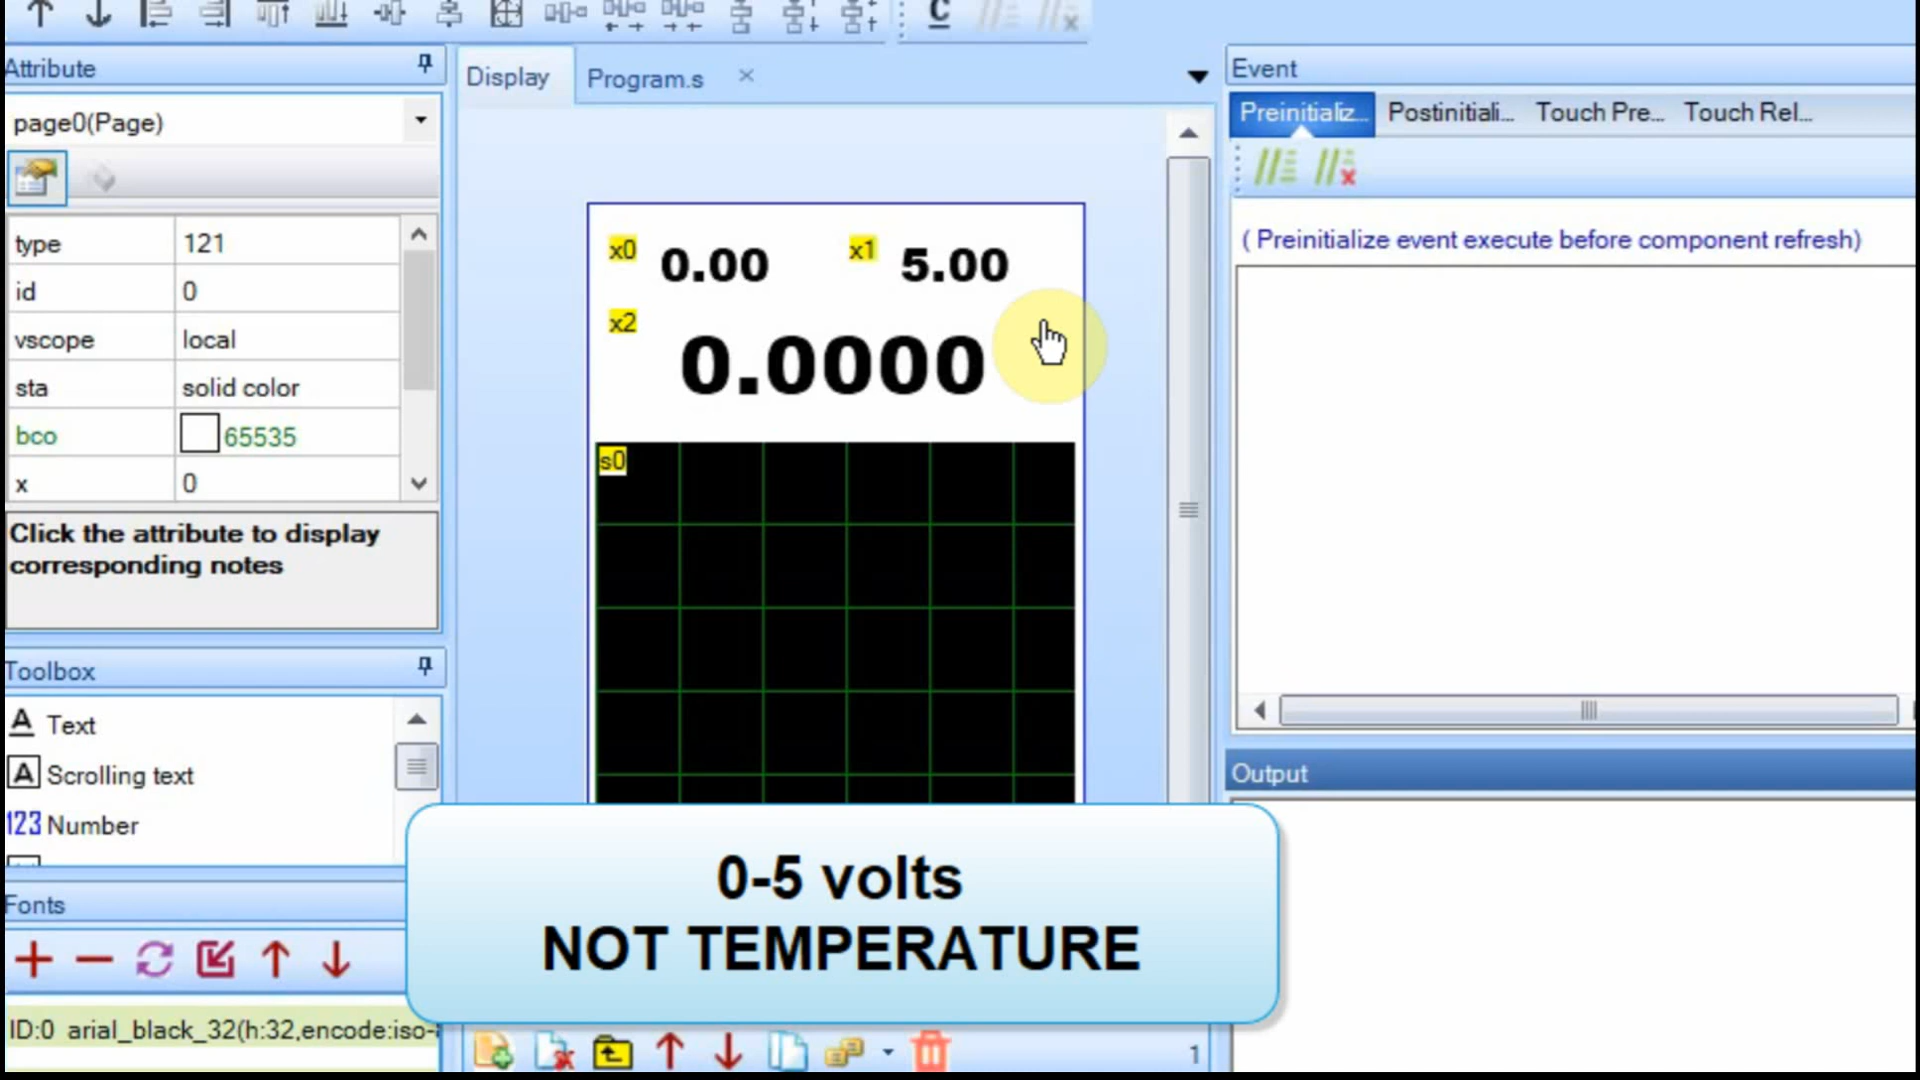 C
Attribute
Display
Program.s
Event
page0(Page)
Preinitializ...
Postinitiali...
Touch Pre...
Touch Rel...
type 121
id 0
vscope local
sta solid color
bco 65535
x 0
( Preinitialize event execute before component refresh)
x0 0.00
x1 5.00
x2 0.0000
s0
Click the attribute to display
corresponding notes
Toolbox
A Text
A Scrolling text
123 Number
Output
Fonts
0-5 volts
NOT TEMPERATURE
ID:0 arial_black_32(h:32,encode:iso-
1